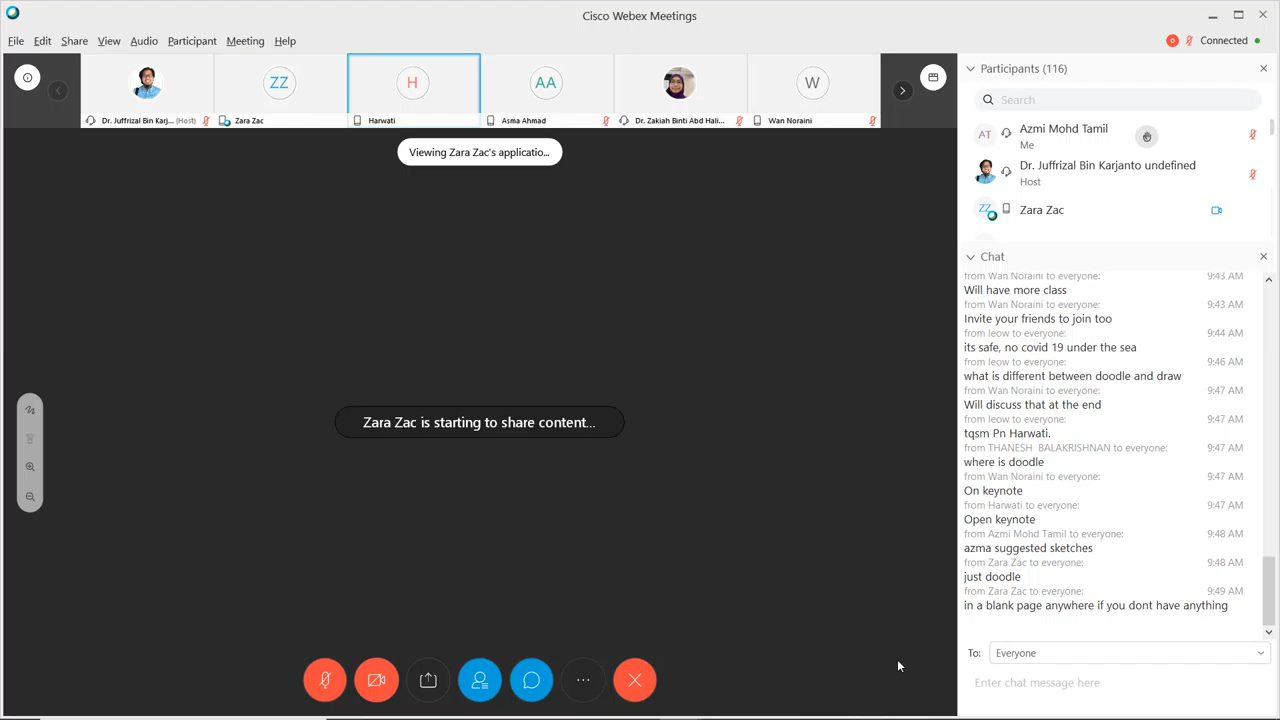 Cisco Webex Meetings
File Edit Share View Audio Participant Meeting Help
Connected
ZZ
H
AA
W
Dr. Juffrizal Bin Karj... (Host)
Zara Zac
Harwati
Asma Ahmad
Dr. Zakiah Binti Abd Hali...
Wan Noraini
Viewing Zara Zac's applicatio...
Zara Zac is starting to share content...
Participants (116)
Search
AT
Azmi Mohd Tamil
Me
Dr. Juffrizal Bin Karjanto undefined
Host
ZZ
Zara Zac
Chat
from Wan Noraini to everyone: 9:43 AM
Will have more class
from Wan Noraini to everyone: 9:43 AM
Invite your friends to join too
from leow to everyone: 9:44 AM
its safe, no covid 19 under the sea
from leow to everyone: 9:46 AM
what is different between doodle and draw
from Wan Noraini to everyone: 9:47 AM
Will discuss that at the end
from leow to everyone: 9:47 AM
tqsm Pn Harwati.
from THANESH BALAKRISHNAN to everyone: 9:47 AM
where is doodle
from Wan Noraini to everyone: 9:47 AM
On keynote
from Harwati to everyone: 9:47 AM
Open keynote
from Azmi Mohd Tamil to everyone: 9:48 AM
azma suggested sketches
from Zara Zac to everyone: 9:48 AM
just doodle
from Zara Zac to everyone: 9:49 AM
in a blank page anywhere if you dont have anything
To: Everyone
Enter chat message here